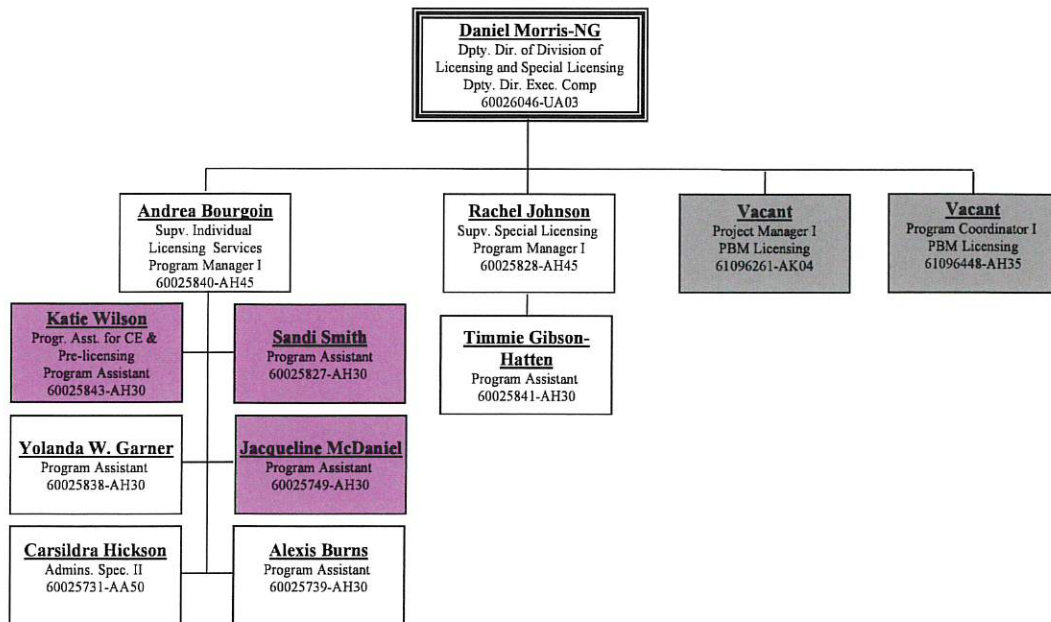 Daniel Morris-NG
Dpty. Dir. of Division of
Licensing and Special Licensing
Dpty. Dir. Exec. Comp
60026046-UA03
Andrea Bourgoin
Supv. Individual
Licensing Services
Program Manager I
60025840-AH45
Rachel Johnson
Supv. Special Licensing
Program Manager I
60025828-AH45
Vacant
Project Manager I
PBM Licensing
61096261-AK04
Vacant
Program Coordinator I
PBM Licensing
61096448-AH35
Katie Wilson
Progr. Asst. for CE &
Pre-licensing
Program Assistant
60025843-AH30
Sandi Smith
Program Assistant
60025827-AH30
Timmie Gibson-
Hatten
Program Assistant
60025841-AH30
Yolanda W. Garner
Program Assistant
60025838-AH30
Jacqueline McDaniel
Program Assistant
60025749-AH30
Carsildra Hickson
Admins. Spec. II
60025731-AA50
Alexis Burns
Program Assistant
60025739-AH30